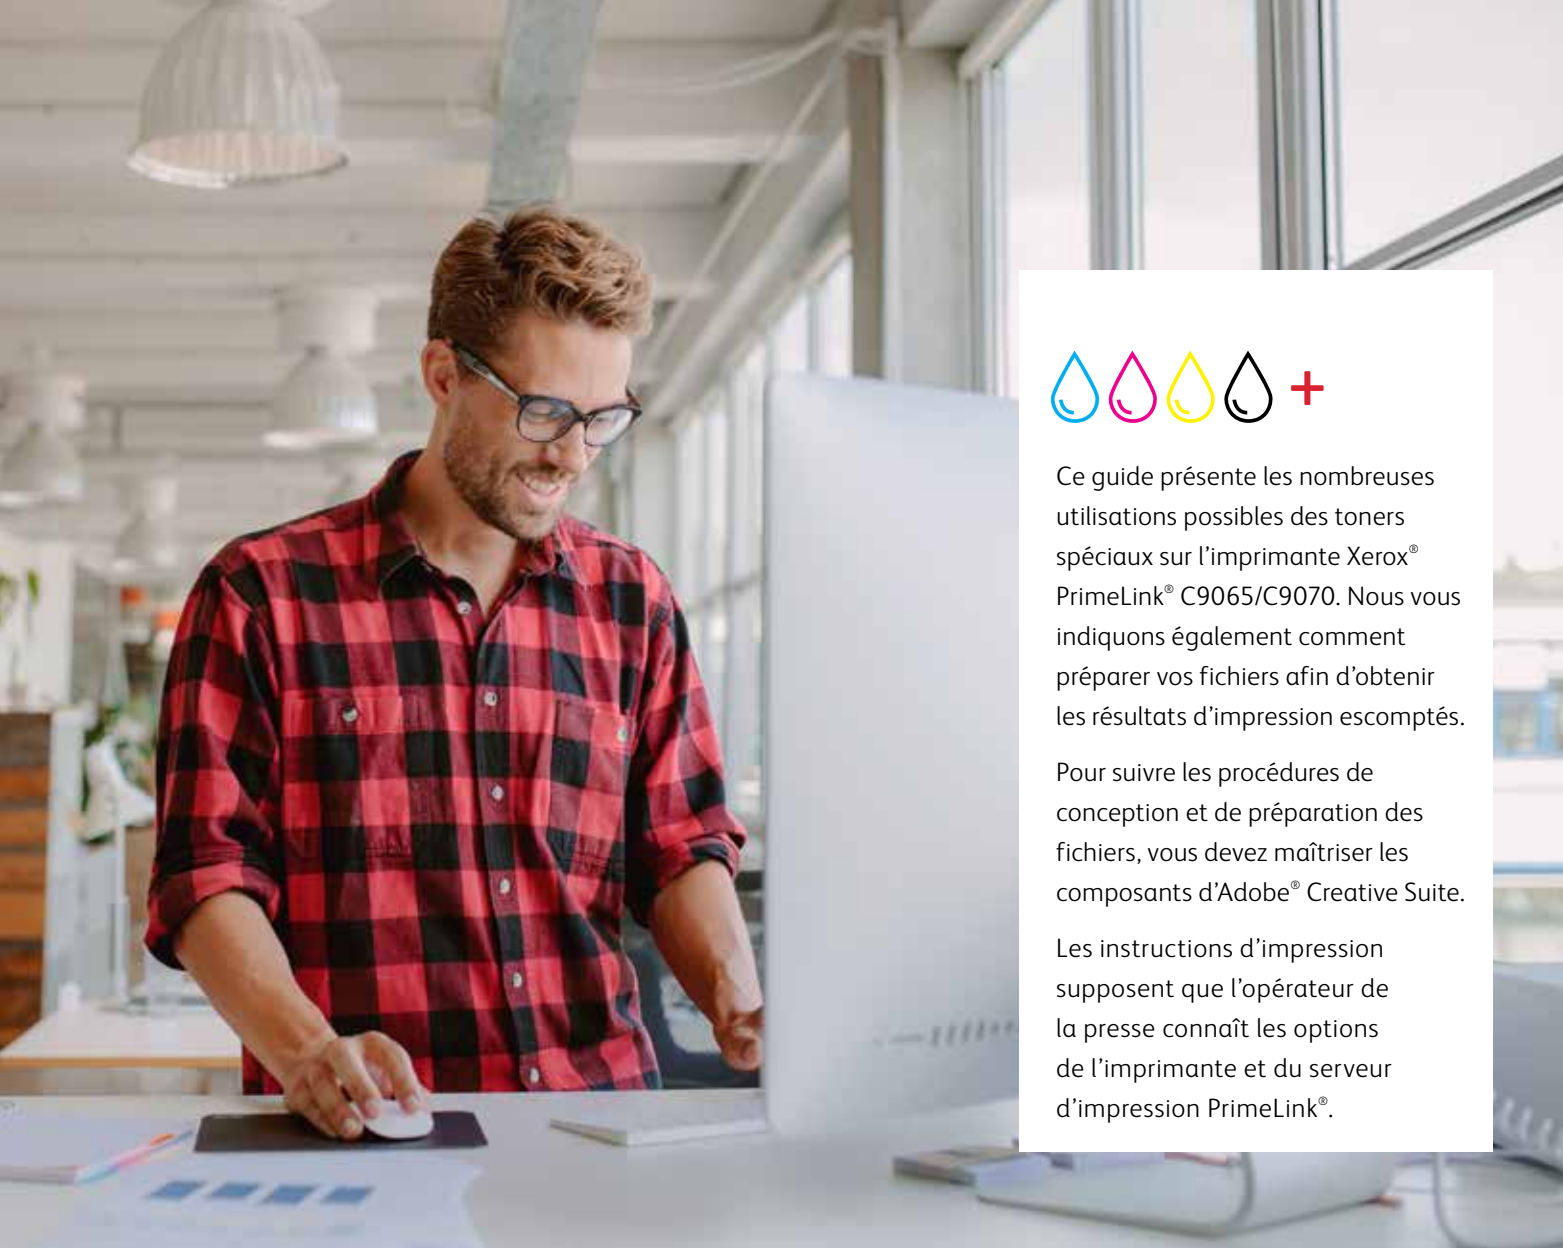 Ce guide présente les nombreuses
utilisations possibles des toners
spéciaux sur l’imprimante Xerox®
PrimeLink® C9065/C9070. Nous vous
indiquons également comment
préparer vos fichiers afin d’obtenir
les résultats d’impression escomptés.
Pour suivre les procédures de
conception et de préparation des
fichiers, vous devez maîtriser les
composants d’Adobe® Creative Suite.
Les instructions d’impression
supposent que l’opérateur de
la presse connaît les options
de l’imprimante et du serveur
d’impression PrimeLink®.